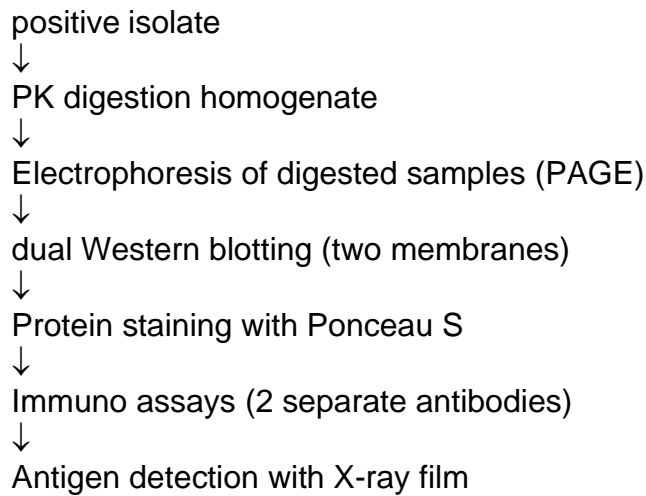 positive isolate
↓
PK digestion homogenate
↓
Electrophoresis of digested samples (PAGE)
↓
dual Western blotting (two membranes)
↓
Protein staining with Ponceau S
↓
Immuno assays (2 separate antibodies)
↓
Antigen detection with X-ray film